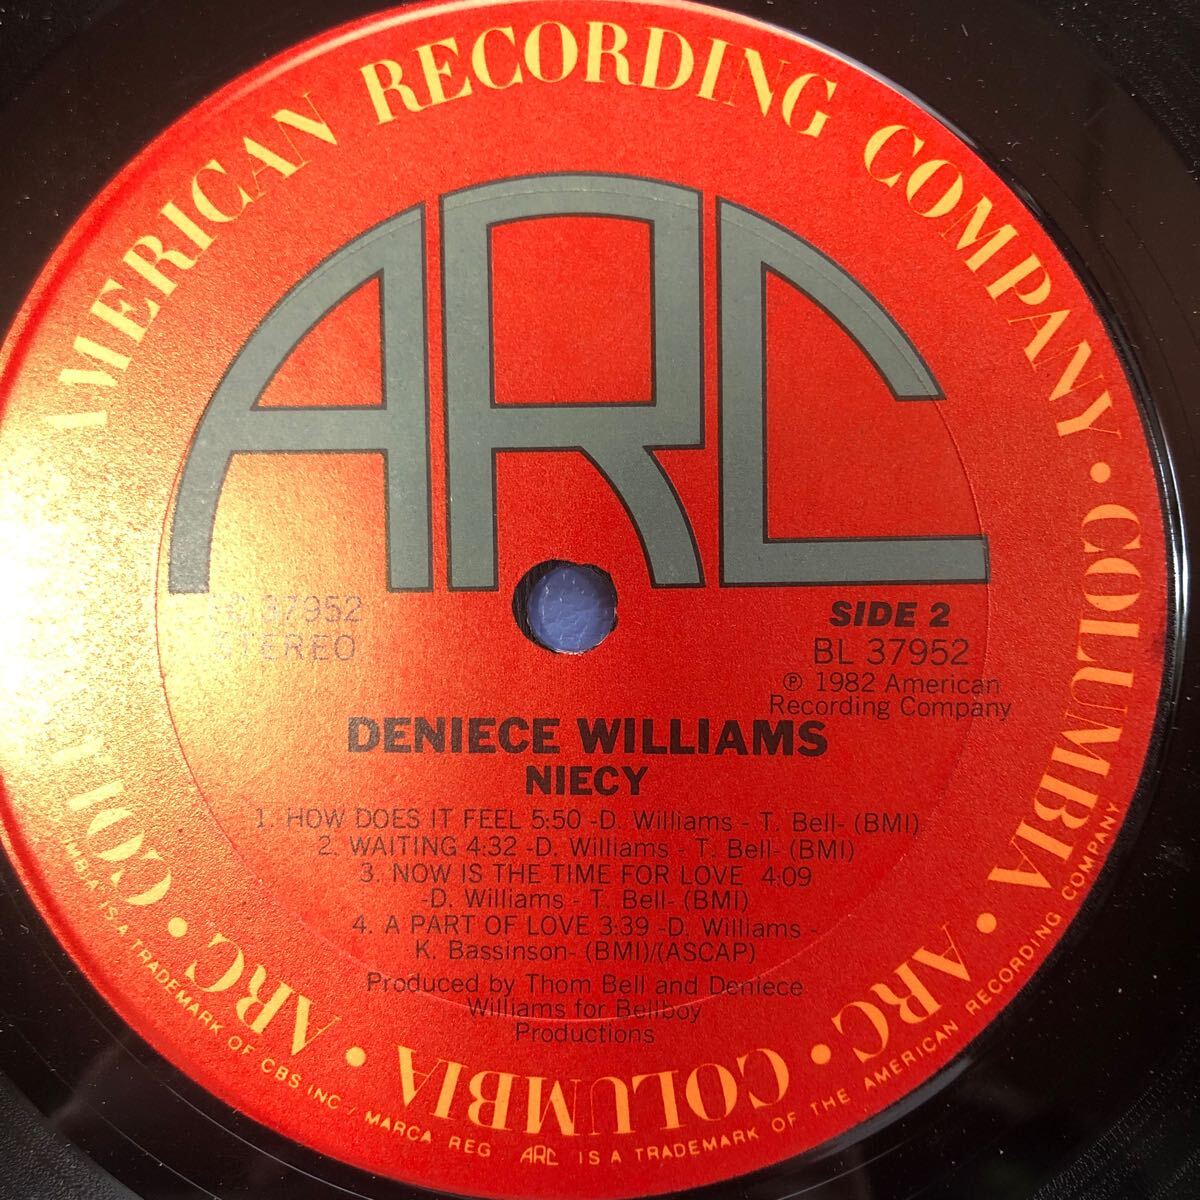 AMERICAN RECORDING COMPANY • COLUMBIA • ARC • COLUMBIA • ARC •
ARC
37952
STEREO
SIDE 2
BL 37952
℗ 1982 American
Recording Company
DENIECE WILLIAMS
NIECY
1. HOW DOES IT FEEL 5:50 -D. Williams - T. Bell- (BMI)
2. WAITING 4:32 -D. Williams - T. Bell- (BMI)
3. NOW IS THE TIME FOR LOVE 4:09
-D. Williams - T. Bell- (BMI)
4. A PART OF LOVE 3:39 -D. Williams -
K. Bassinson- (BMI)/(ASCAP)
Produced by Thom Bell and Deniece
Williams for Bellboy
Productions
IS A TRADEMARK OF CBS INC / MARCA REG ARC IS A TRADEMARK OF THE AMERICAN RECORDING COMPANY